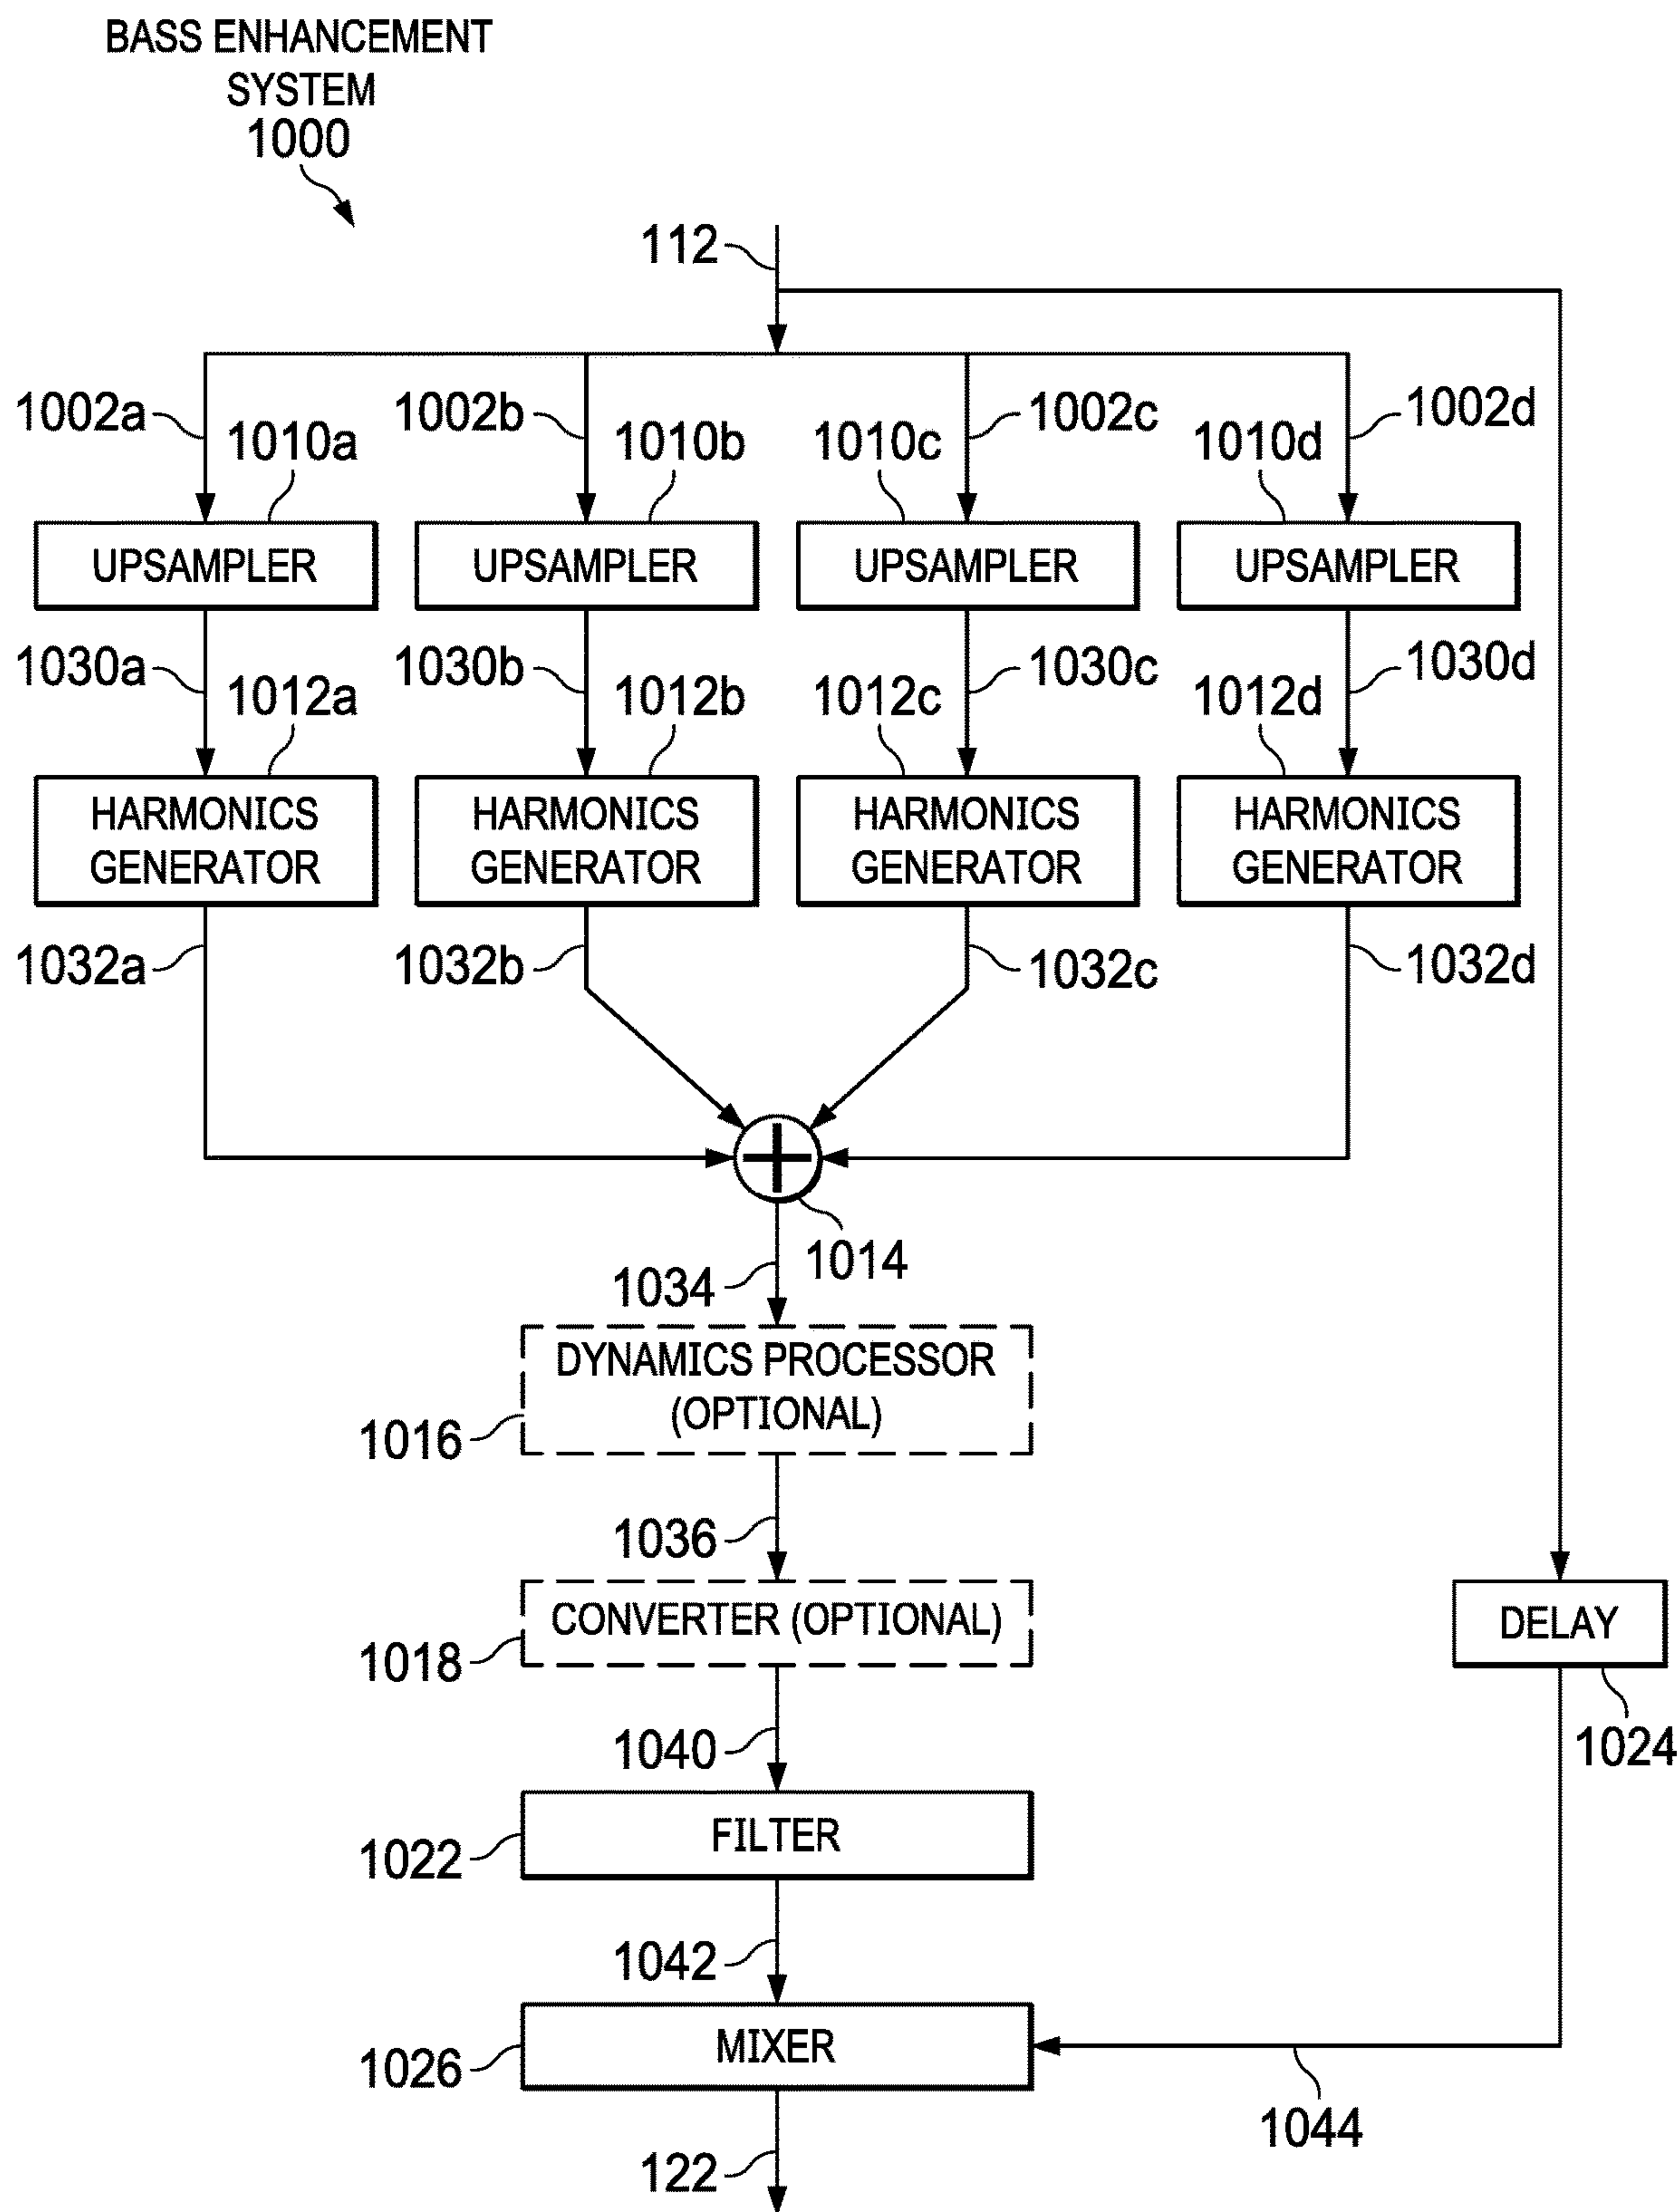 BASS ENHANCEMENT
SYSTEM
1000
112
1002a
1002b
1002c
1002d
1010a
1010b
1010c
1010d
UPSAMPLER
UPSAMPLER
UPSAMPLER
UPSAMPLER
1030a
1030b
1030c
1030d
1012a
1012b
1012c
1012d
HARMONICS
GENERATOR
HARMONICS
GENERATOR
HARMONICS
GENERATOR
HARMONICS
GENERATOR
1032a
1032b
1032c
1032d
1014
1034
DYNAMICS PROCESSOR
(OPTIONAL)
1016
1036
CONVERTER (OPTIONAL)
1018
DELAY
1024
1040
FILTER
1022
1042
MIXER
1026
1044
122